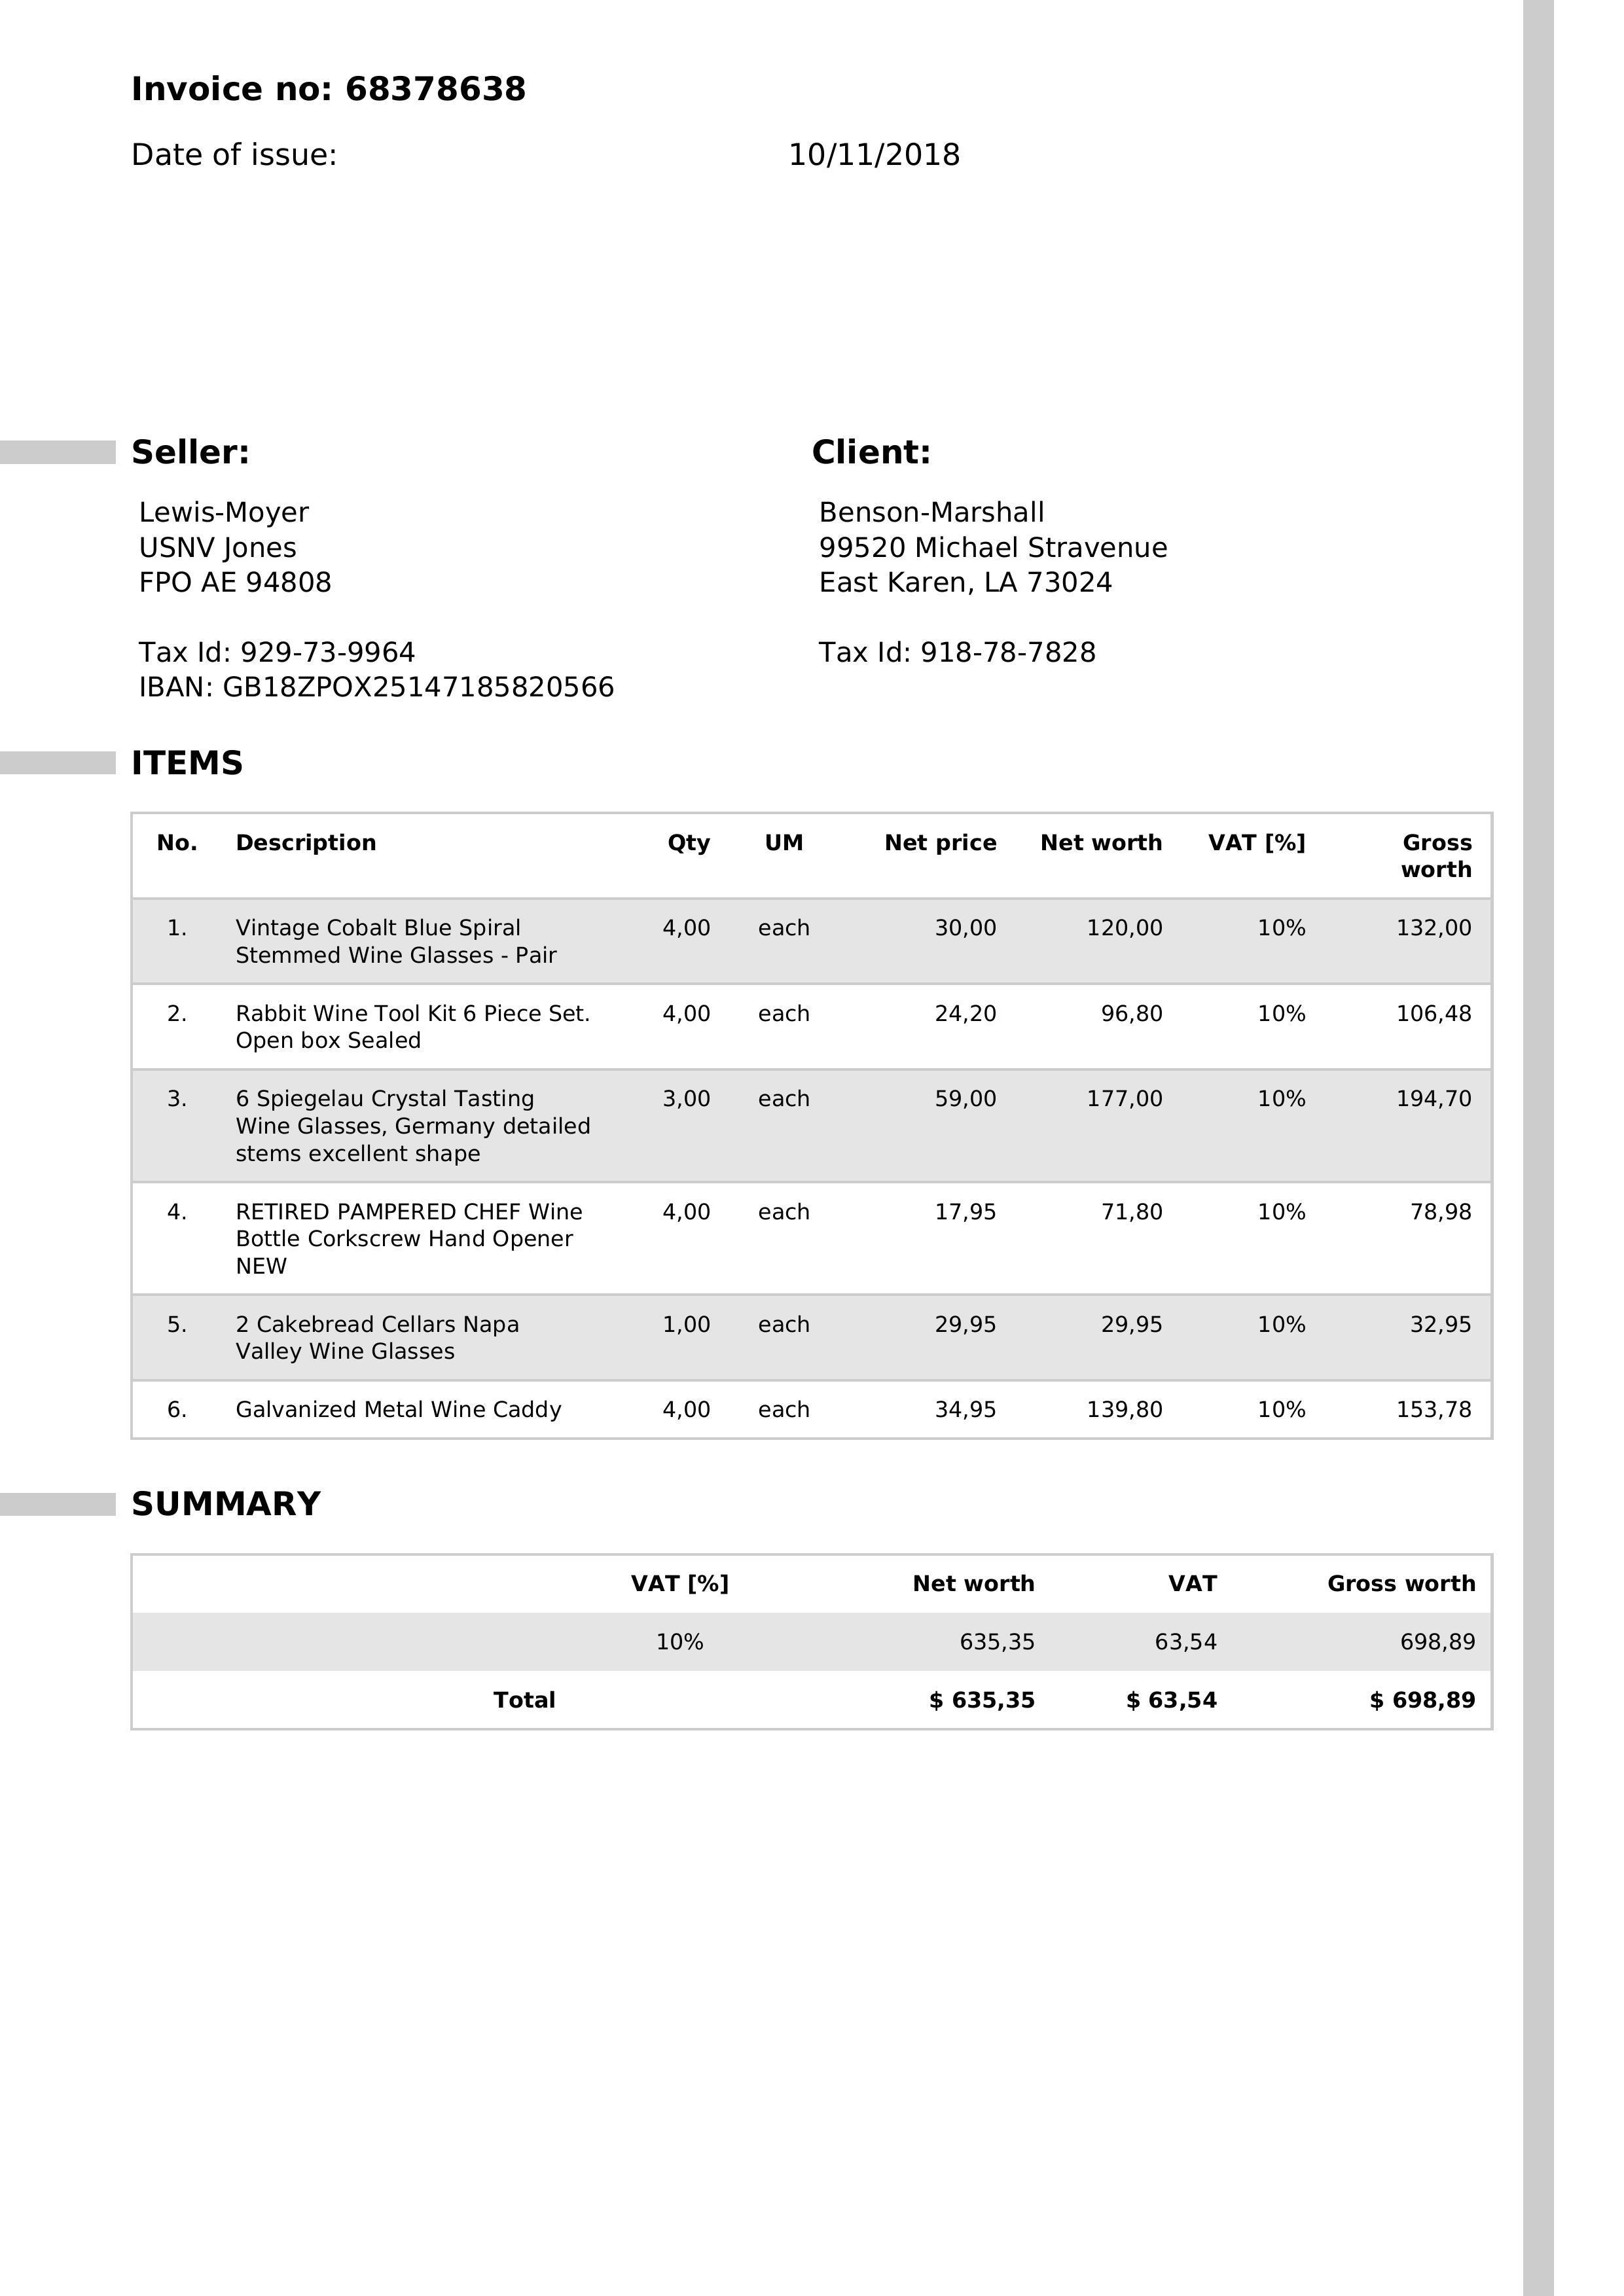 Invoice no: 68378638
Date of issue: 10/11/2018
Seller:
Lewis-Moyer
USNV Jones
FPO AE 94808
Tax Id: 929-73-9964
IBAN: GB18ZPOX25147185820566
Client:
Benson-Marshall
99520 Michael Stravenue
East Karen, LA 73024
Tax Id: 918-78-7828
ITEMS
No. Description Qty UM Net price Net worth VAT [%] Gross
worth
1. Vintage Cobalt Blue Spiral 4,00 each 30,00 120,00 10% 132,00
Stemmed Wine Glasses - Pair
2. Rabbit Wine Tool Kit 6 Piece Set. 4,00 each 24,20 96,80 10% 106,48
Open box Sealed
3. 6 Spiegelau Crystal Tasting 3,00 each 59,00 177,00 10% 194,70
Wine Glasses, Germany detailed
stems excellent shape
4. RETIRED PAMPERED CHEF Wine 4,00 each 17,95 71,80 10% 78,98
Bottle Corkscrew Hand Opener
NEW
5. 2 Cakebread Cellars Napa 1,00 each 29,95 29,95 10% 32,95
Valley Wine Glasses
6. Galvanized Metal Wine Caddy 4,00 each 34,95 139,80 10% 153,78
SUMMARY
VAT [%] Net worth VAT Gross worth
10% 635,35 63,54 698,89
Total $ 635,35 $ 63,54 $ 698,89